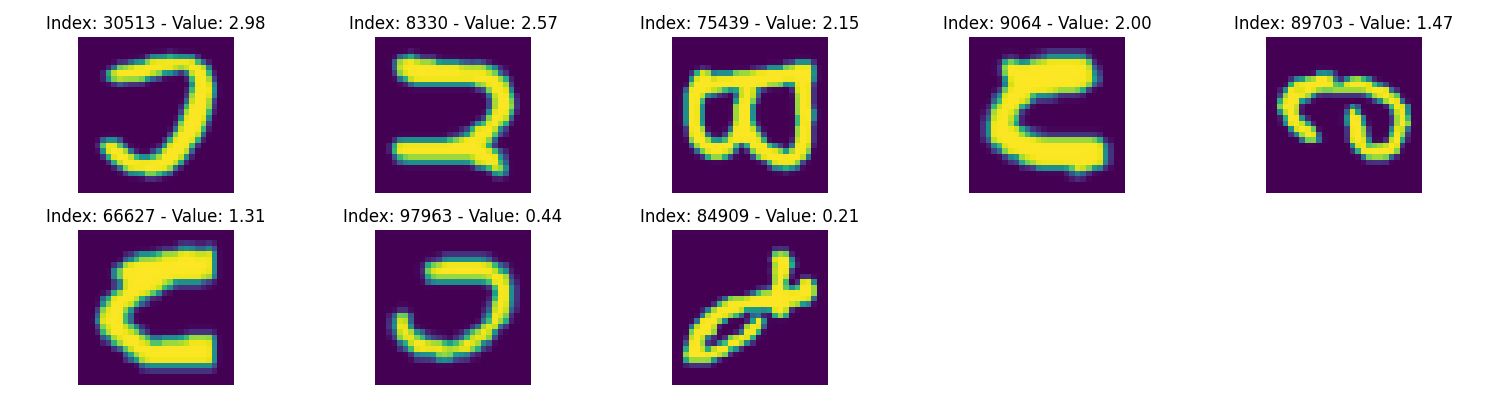 Index: 30513 - Value: 2.98 Index: 8330 - Value: 2.57 Index: 75439 - Value: 2.15 Index: 9064 - Value: 2.00 Index: 89703 - Value: 1.47
Index: 66627 - Value: 1.31 Index: 97963 - Value: 0.44 Index: 84909 - Value: 0.21